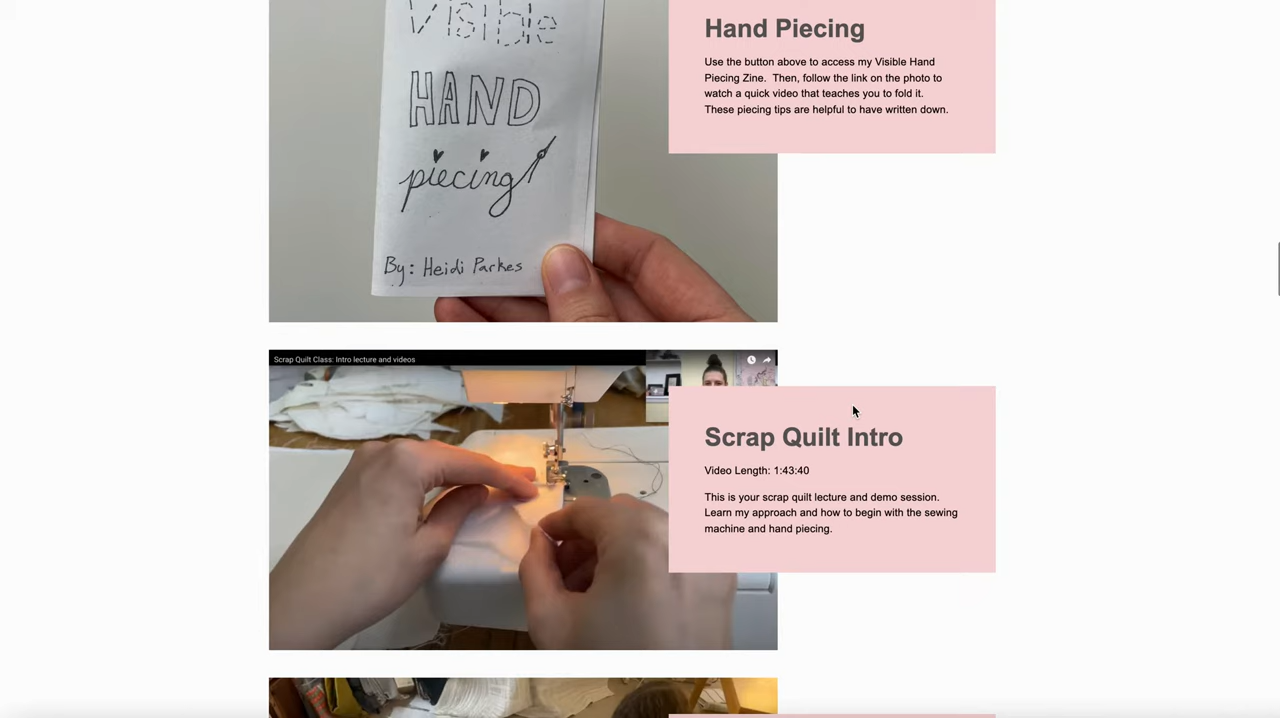 Visible
HAND
piecing
By: Heidi Parkes
Hand Piecing
Use the button above to access my Visible Hand
Piecing Zine.  Then, follow the link on the photo to
watch a quick video that teaches you to fold it.
These piecing tips are helpful to have written down.
Scrap Quilt Class: Intro lecture and videos
Scrap Quilt Intro
Video Length: 1:43:40
This is your scrap quilt lecture and demo session.
Learn my approach and how to begin with the sewing
machine and hand piecing.